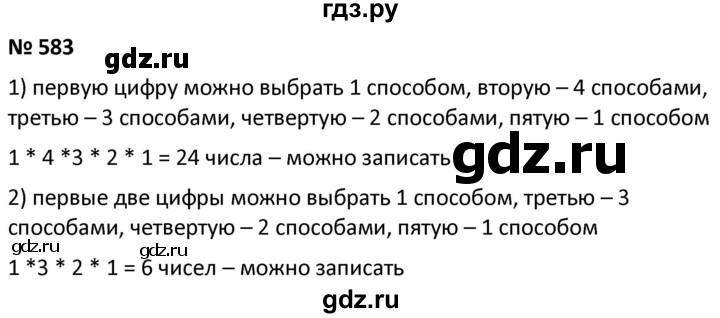 гдз.ру
№ 583
gdz.ru
1) первую цифру можно выбрать 1 способом, вторую – 4 способами,
третью – 3 способами, четвертую – 2 способами, пятую – 1 способом
1 * 4 *3 * 2 * 1 = 24 числа – можно записать
gdz.ru
2) первые две цифры можно выбрать 1 способом, третью – 3
способами, четвертую – 2 способами, пятую – 1 способом
gdz.ru
gdz.ru
1 *3 * 2 * 1 = 6 чисел – можно записать
gdz.ru